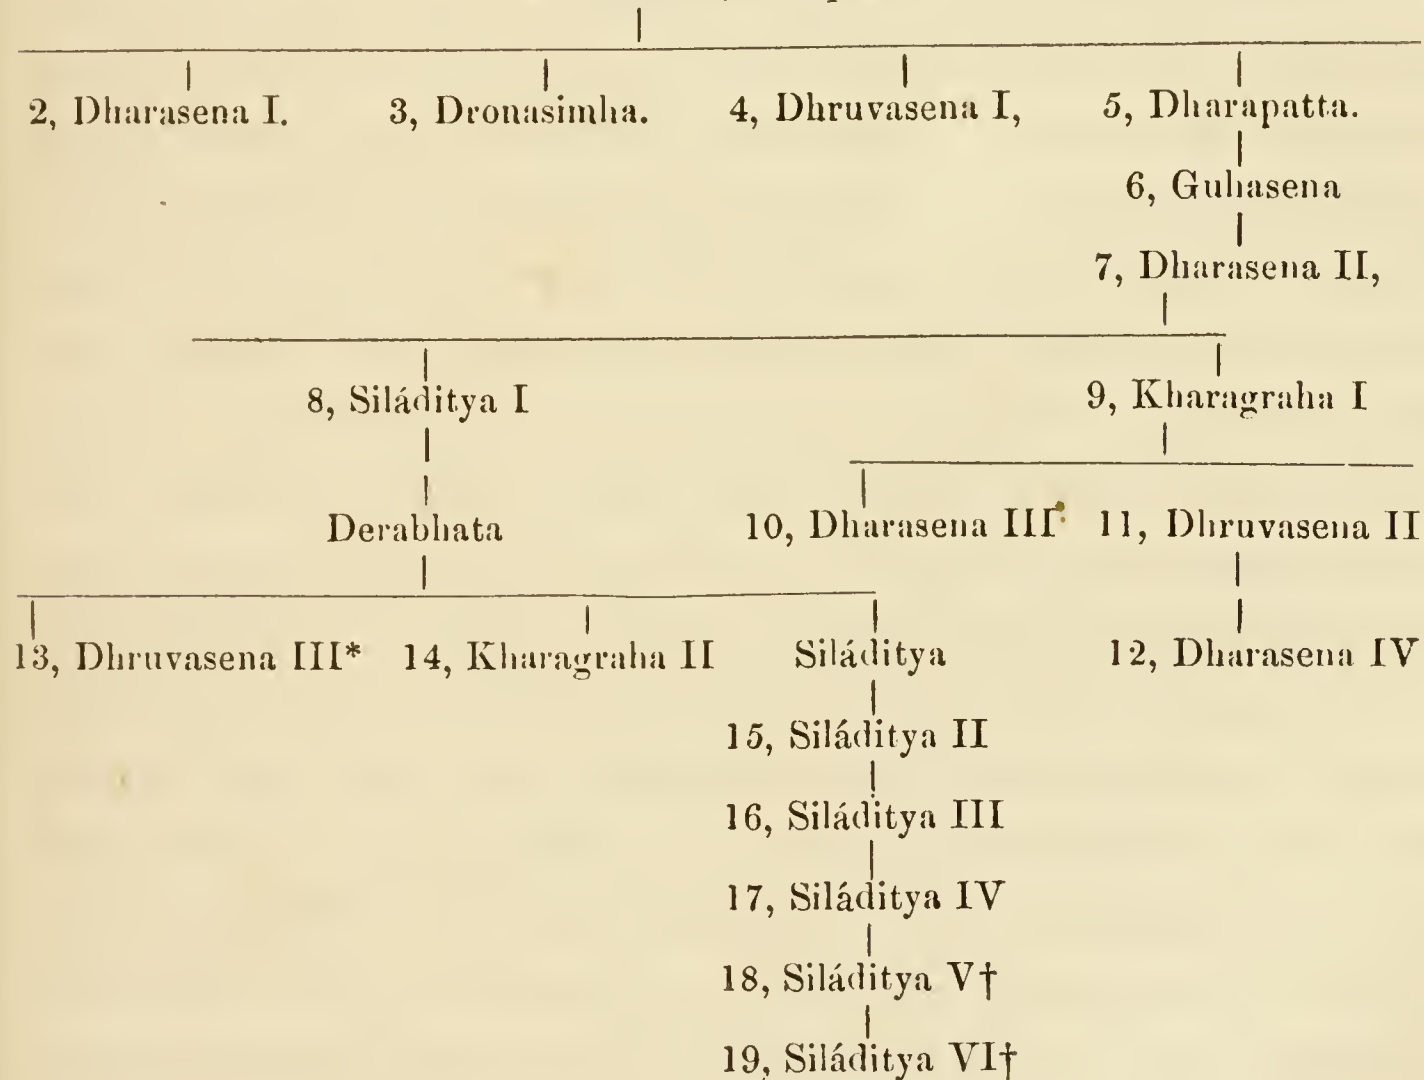 2, Dharasena I. 3, Dronasimha. 4, Dhruvasena I, 5, Dharapatta.
6, Guhasena
7, Dharasena II,
8, Siláditya I 9, Kharagraha I
Derabhata 10, Dharasena III 11, Dhruvasena II
13, Dhruvasena III* 14, Kharagraha II Siláditya 12, Dharasena IV
15, Siláditya II
16, Siláditya III
17, Siláditya IV
18, Siláditya V†
19, Siláditya VI†